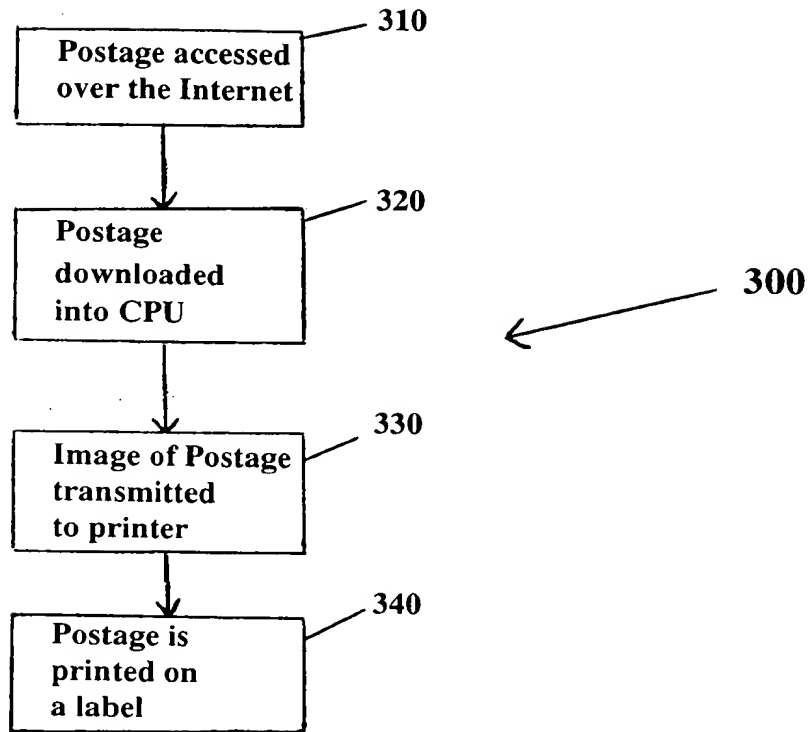 310
Postage accessed
over the Internet
320
Postage
downloaded
into CPU
300
330
Image of Postage
transmitted
to printer
340
Postage is
printed on
a label